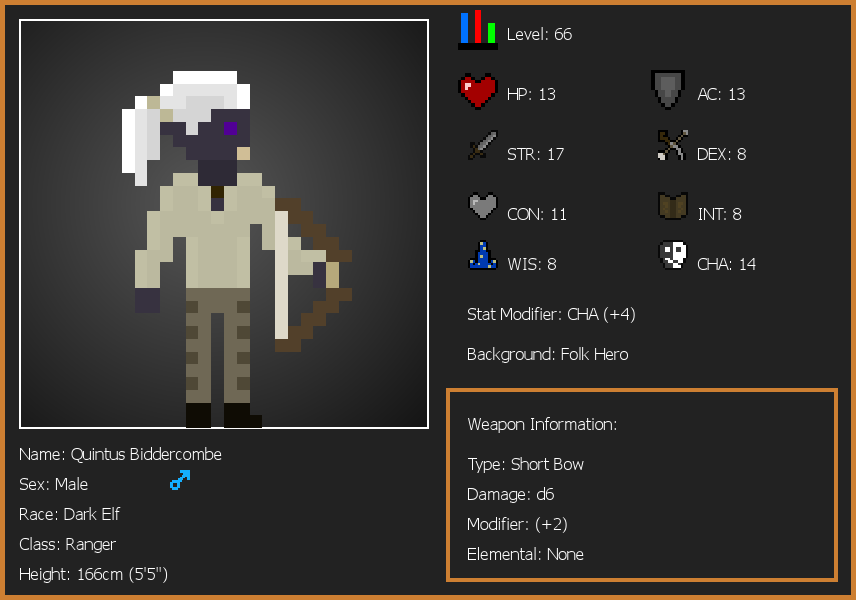 Level: 66
HP: 13
AC: 13
STR: 17
DEX: 8
CON: 11
INT: 8
WIS: 8
CHA: 14
Stat Modifier: CHA (+4)
Background: Folk Hero
Weapon Information:
Type: Short Bow
Damage: d6
Modifier: (+2)
Elemental: None
Name: Quintus Biddercombe
Sex: Male
Race: Dark Elf
Class: Ranger
Height: 166cm (5'5")